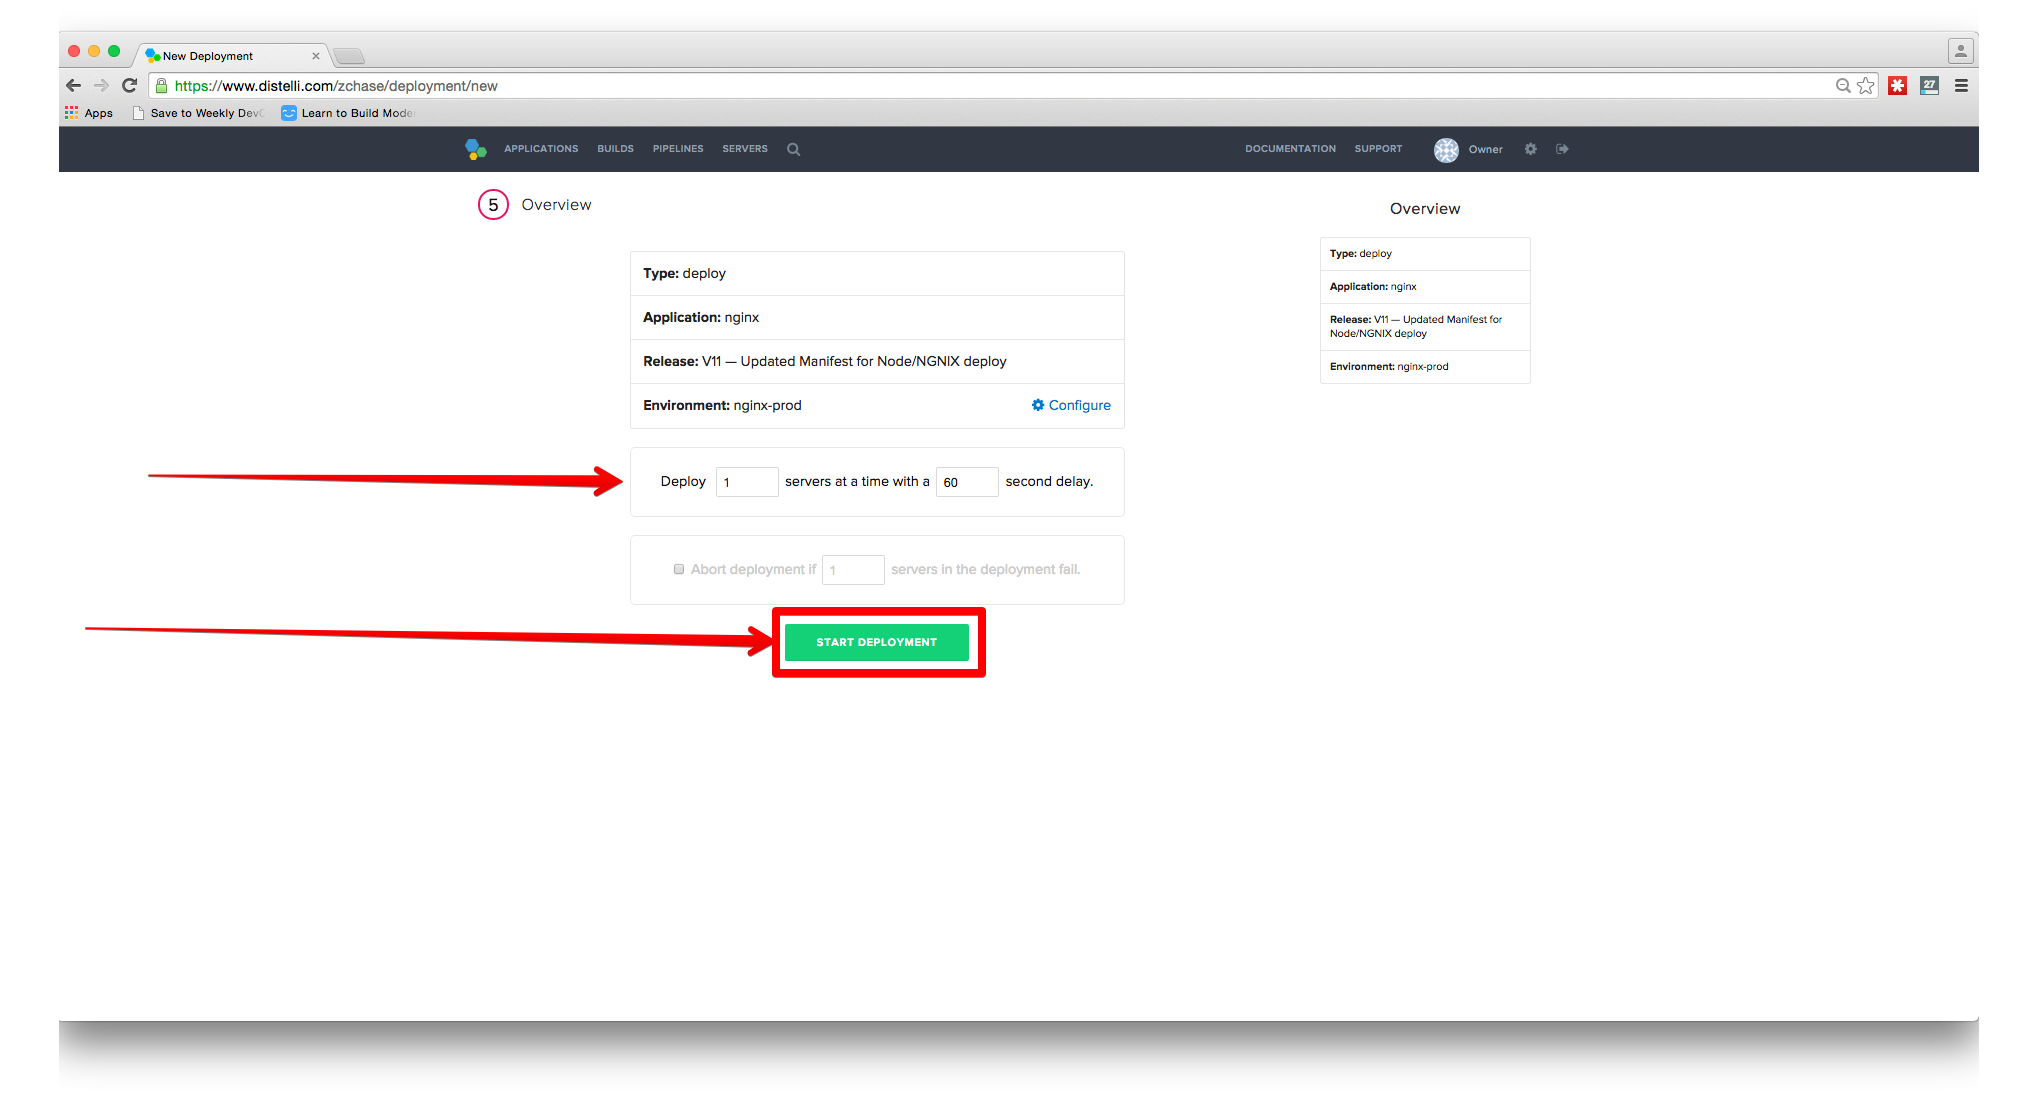 New Deployment
https://www.distelli.com/zchase/deployment/new
27
Apps Save to Weekly Dev Learn to Build Mode
APPLICATIONS BUILDS PIPELINES SERVERS DOCUMENTATION SUPPORT Owner
5 Overview
Type: deploy
Application: nginx
Release: V11 — Updated Manifest for Node/NGNIX deploy
Environment: nginx-prod Configure
Deploy 1 servers at a time with a 60 second delay.
Abort deployment if 1 servers in the deployment fail.
START DEPLOYMENT
Overview
Type: deploy
Application: nginx
Release: V11 — Updated Manifest for
Node/NGNIX deploy
Environment: nginx-prod